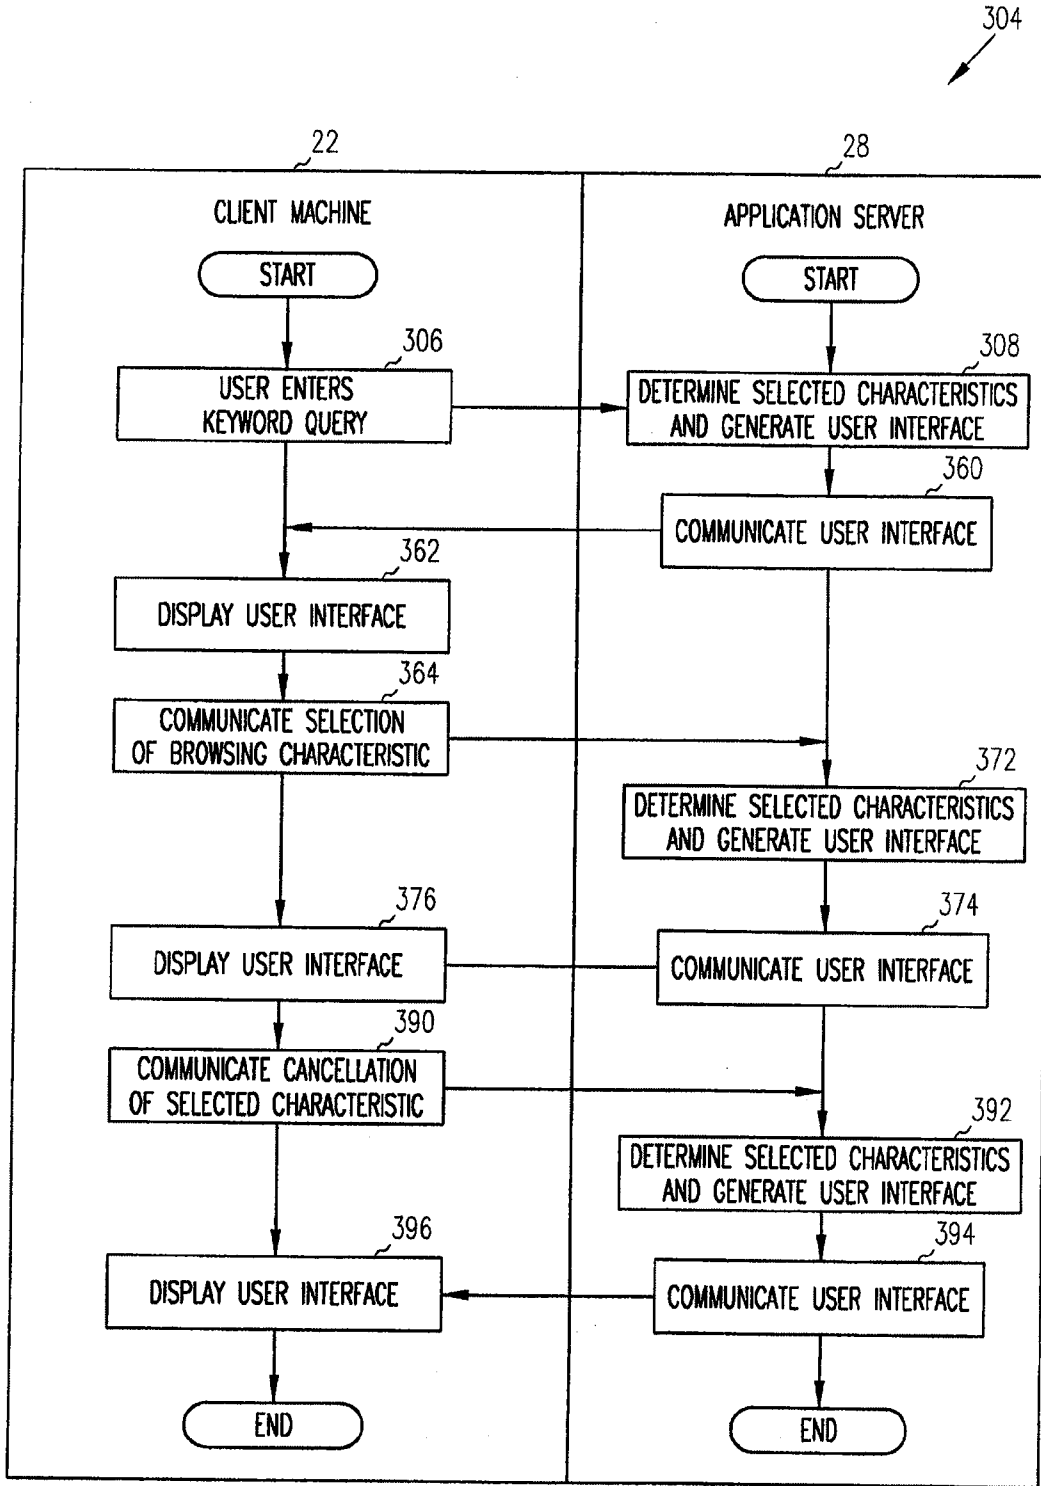 304
22
28
CLIENT MACHINE
APPLICATION SERVER
START
START
306
308
USER ENTERS
KEYWORD QUERY
DETERMINE SELECTED CHARACTERISTICS
AND GENERATE USER INTERFACE
360
COMMUNICATE USER INTERFACE
362
DISPLAY USER INTERFACE
364
COMMUNICATE SELECTION
OF BROWSING CHARACTERISTIC
372
DETERMINE SELECTED CHARACTERISTICS
AND GENERATE USER INTERFACE
376
374
DISPLAY USER INTERFACE
COMMUNICATE USER INTERFACE
390
COMMUNICATE CANCELLATION
OF SELECTED CHARACTERISTIC
392
DETERMINE SELECTED CHARACTERISTICS
AND GENERATE USER INTERFACE
396
394
DISPLAY USER INTERFACE
COMMUNICATE USER INTERFACE
END
END